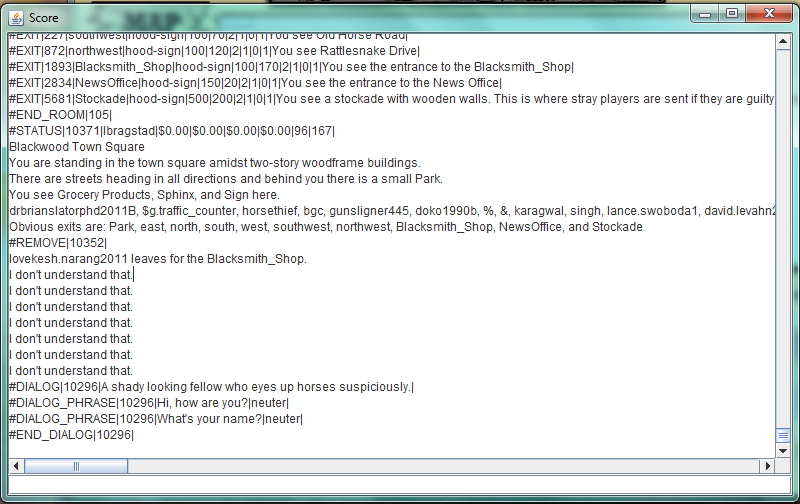 MAP
Score
#EXIT|227|southwest|hood-sign|100|70|2|1|0|1|You see Old Horse Road|
#EXIT|872|northwest|hood-sign|100|120|2|1|0|1|You see Rattlesnake Drive|
#EXIT|1893|Blacksmith_Shop|hood-sign|100|170|2|1|0|1|You see the entrance to the Blacksmith_Shop|
#EXIT|2834|NewsOffice|hood-sign|150|20|2|1|0|1|You see the entrance to the News Office|
#EXIT|5681|Stockade|hood-sign|500|200|2|1|0|1|You see a stockade with wooden walls. This is where stray players are sent if they are guilty
#END_ROOM|105|
#STATUS|10371|lbragstad|$0.00|$0.00|$0.00|$0.00|96|167|
Blackwood Town Square
You are standing in the town square amidst two-story woodframe buildings.
There are streets heading in all directions and behind you there is a small Park.
You see Grocery Products, Sphinx, and Sign here.
drbrianslatorphd2011B, $g.traffic_counter, horsethief, bgc, gunsligner445, doko1990b, %, &, karagwal, singh, lance.swoboda1, david.levahn2
Obvious exits are: Park, east, north, south, west, southwest, northwest, Blacksmith_Shop, NewsOffice, and Stockade
#REMOVE|10352|
lovekesh.narang2011 leaves for the Blacksmith_Shop.
I don't understand that.
I don't understand that.
I don't understand that.
I don't understand that.
I don't understand that.
I don't understand that.
I don't understand that.
#DIALOG|10296|A shady looking fellow who eyes up horses suspiciously.|
#DIALOG_PHRASE|10296|Hi, how are you?|neuter|
#DIALOG_PHRASE|10296|What's your name?|neuter|
#END_DIALOG|10296|